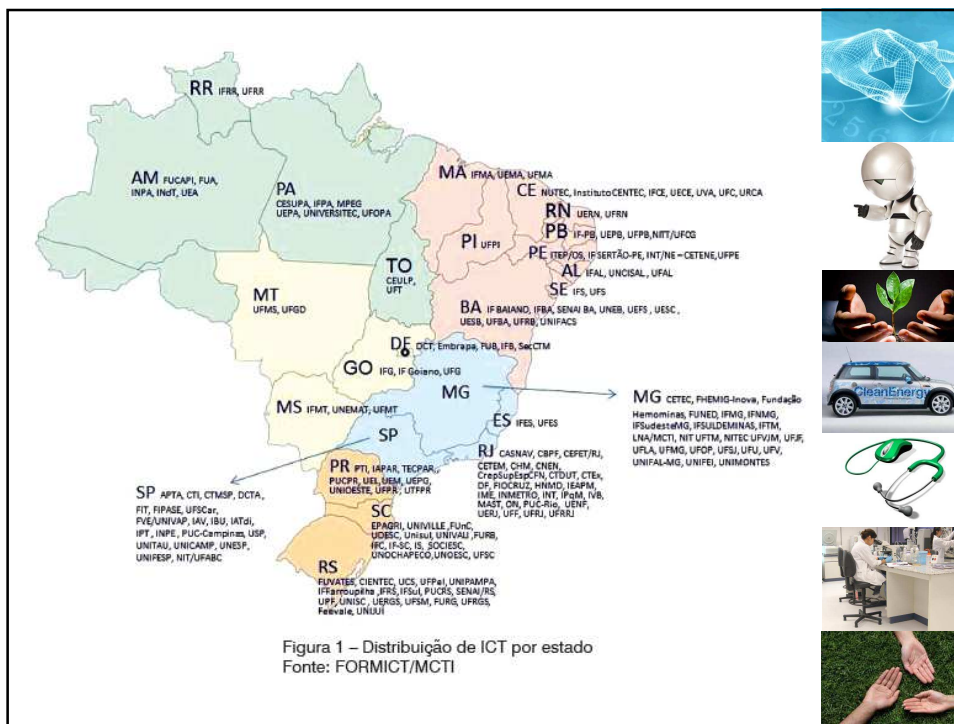 RR IFRR, UFRR
AM FUCAPI, FUA,
INPA, INdT, UEA
PA
CESUPA, IFPA, MPEG
UEPA, UNIVERSITEC, UFOPA
MA IFMA, UEMA, UFMA
CE NUTEC, Instituto CENTEC, IFCE, UECE, UVA, UFC, URCA
RN UERN, UFRN
PB IF-PB, UEPB, UFPB,NITT/UFCG
PI UFPI
PE ITEP/OS, IF SERTÃO-PE, INT/NE – CETENE,UFPE
AL IFAL, UNCISAL, UFAL
SE IFS, UFS
TO
CEULP,
UFT
BA IF BAIANO, IFBA, SENAI BA, UNEB, UEFS , UESC ,
UESB, UFBA, UFRB, UNIFACS
MT
UFMS, UFGD
DF DCT, Embrapa, FUB, IFB, SecCTM
GO
IFG, IF Goiano, UFG
MG
MS IFMT, UNEMAT, UFMT
ES IFES, UFES
MG CETEC, FHEMIG-Inova, Fundação
Hemominas, FUNED, IFMG, IFNMG,
IFSudesteMG, IFSULDEMINAS, IFTM,
LNA/MCTI, NIT UFTM, NITEC UFVJM, UFJF,
UFLA, UFMG, UFOP, UFSJ, UFU, UFV,
UNIFAL-MG, UNIFEI, UNIMONTES
SP
RJ CASNAV, CBPF, CEFET/RJ,
CETEM, CHM, CNEN,
CrepSupEspCFN, CTDUT, CTEx,
DF, FIOCRUZ, HNMD, IEAPM,
IME, INMETRO, INT, IPqM, IVB,
MAST, ON, PUC-Rio, UENF,
UERJ, UFF, UFRJ, UFRRJ
PR PTI, IAPAR, TECPAR,
PUCPR, UEL, UEM, UEPG,
UNIOESTE, UFPR, UTFPR
SP APTA, CTI, CTMSP, DCTA,
FIT, FIPASE, UFSCar,
FVE/UNIVAP, IAV, IBU, IATdi,
IPT, INPE, PUC-Campinas, USP,
UNITAU, UNICAMP, UNESP,
UNIFESP, NIT/UFABC
SC
EPAGRI, UNIVILLE, FUnC,
UDESC, Unisul, UNIVALI, FURB,
IFC, IF-SC, IS, SOCIESC,
UNOCHAPECO, UNOESC, UFSC
RS
FUVATES, CIENTEC, UCS, UFPel, UNIPAMPA,
IFFarroupilha, IFRS, IFSul, PUCRS, SENAI/RS,
UPF, UNISC, UERGS, UFSM, FURG, UFRGS,
Feevale, UNIJUÍ
Figura 1 – Distribuição de ICT por estado
Fonte: FORMICT/MCTI
CleanEnergy